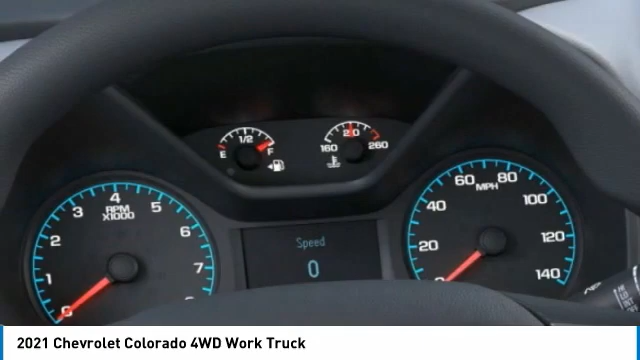 E 1/2 F
160 210 260
RPM
X1000
0 1 2 3 4 5 6 7
Speed
0
MPH
20 40 60 80 100 120 140
2021 Chevrolet Colorado 4WD Work Truck